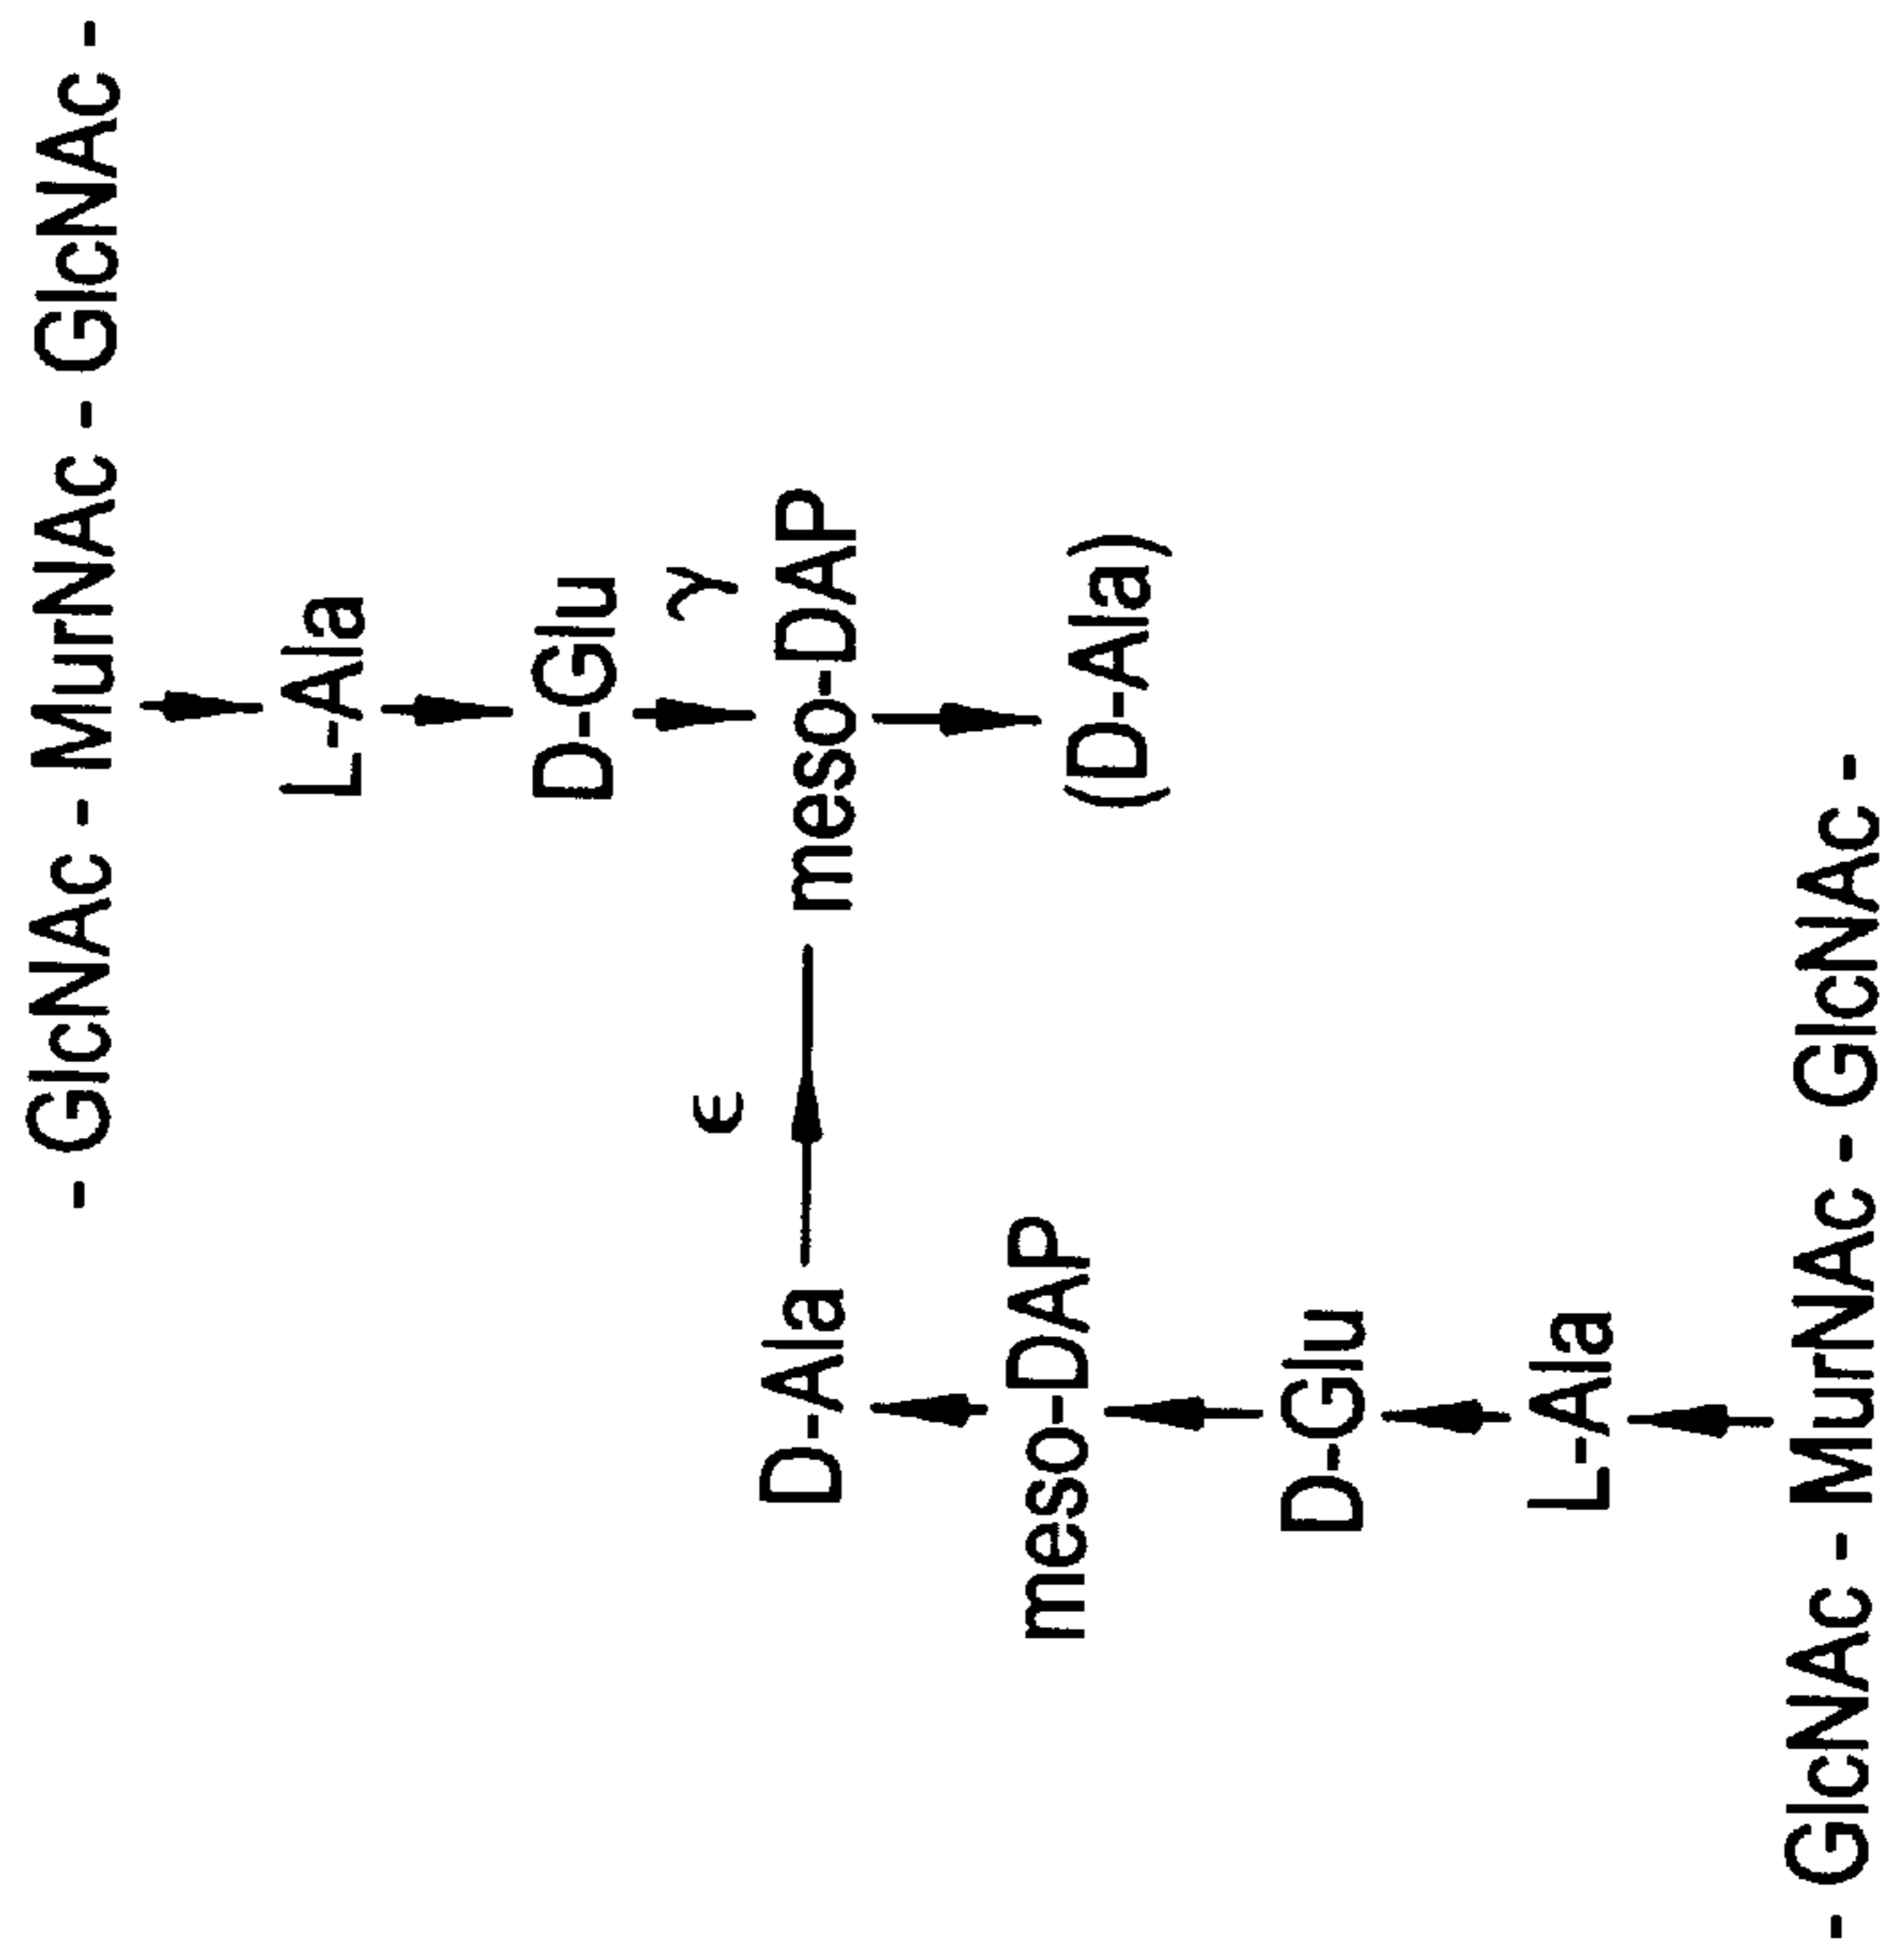 - GlcNAc - MurNAc - GlcNAc -
L-Ala
D-Glu
γ
meso-DAP
(D-Ala)
ε
D-Ala
meso-DAP
D-Glu
L-Ala
- GlcNAc - MurNAc - GlcNAc -